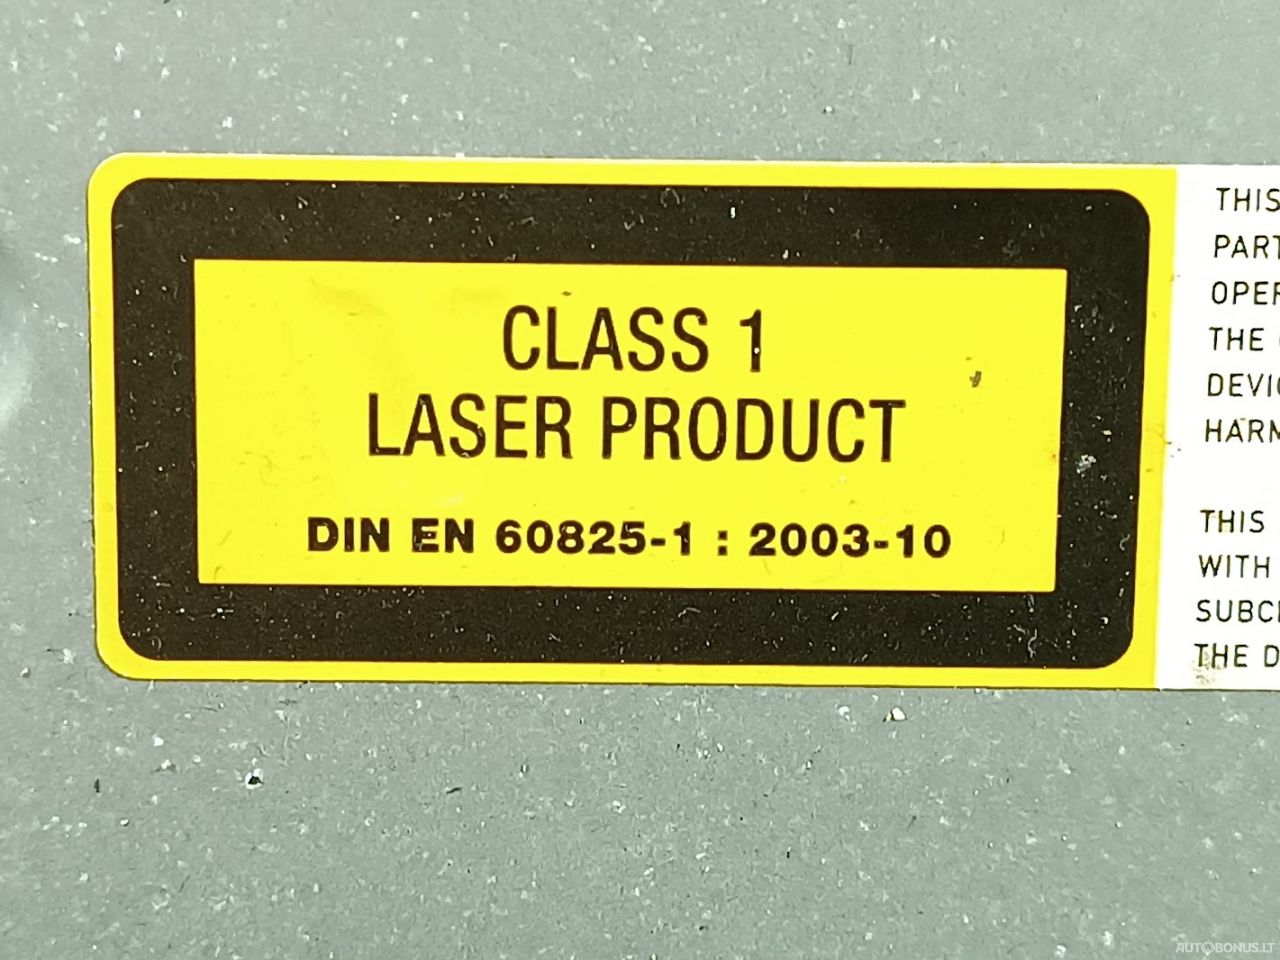 CLASS 1
LASER PRODUCT
DIN EN 60825-1 : 2003-10
THIS
PART
OPER
THE
DEVIC
HARM
THIS
WITH
SUBC
THE D
AUTOBONUS.LT